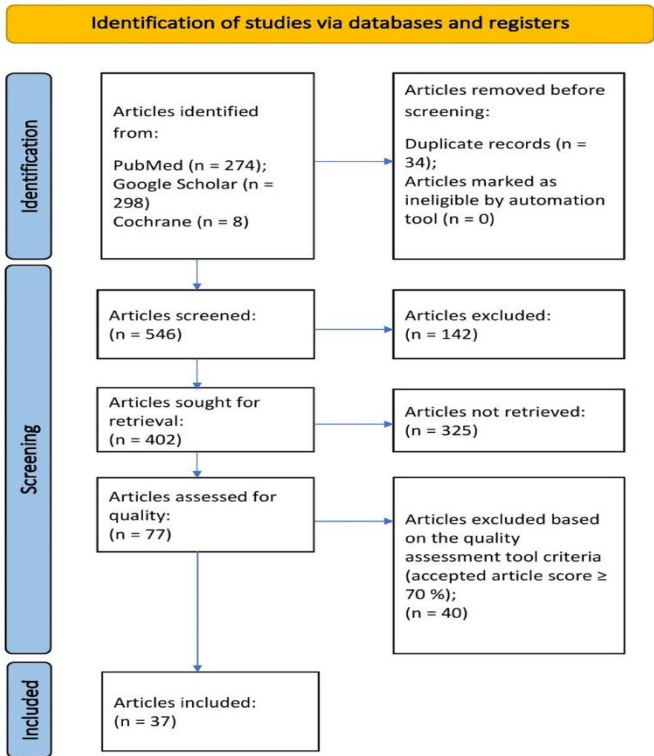 Identification of studies via databases and registers
Identification
Articles identified
from:
PubMed (n = 274);
Google Scholar (n =
298)
Cochrane (n = 8)
Articles removed before
screening:
Duplicate records (n =
34);
Articles marked as
ineligible by automation
tool (n = 0)
Screening
Articles screened:
(n = 546)
Articles excluded:
(n = 142)
Articles sought for
retrieval:
(n = 402)
Articles not retrieved:
(n = 325)
Articles assessed for
quality:
(n = 77)
Articles excluded based
on the quality
assessment tool criteria
(accepted article score ≥
70 %);
(n = 40)
Included
Articles included:
(n = 37)